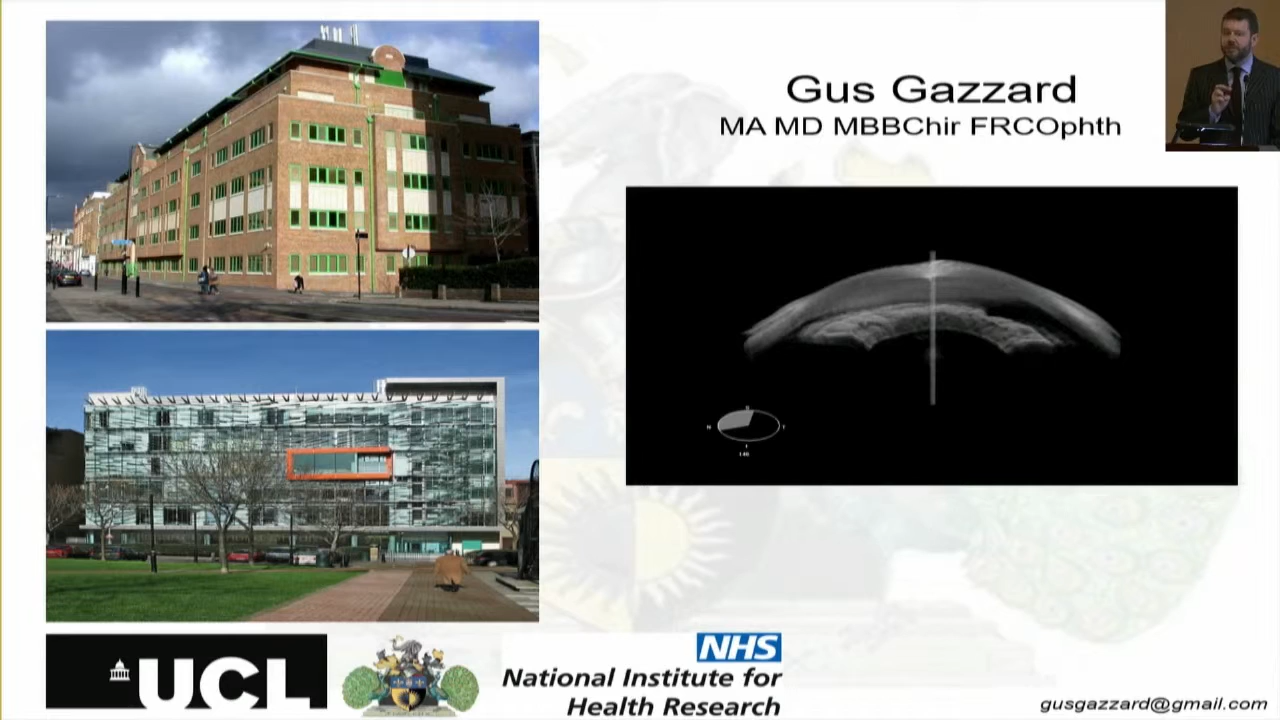 Gus Gazzard
MA MD MBBChir FRCOphth
UCL
NHS
National Institute for
Health Research
gusgazzard@gmail.com